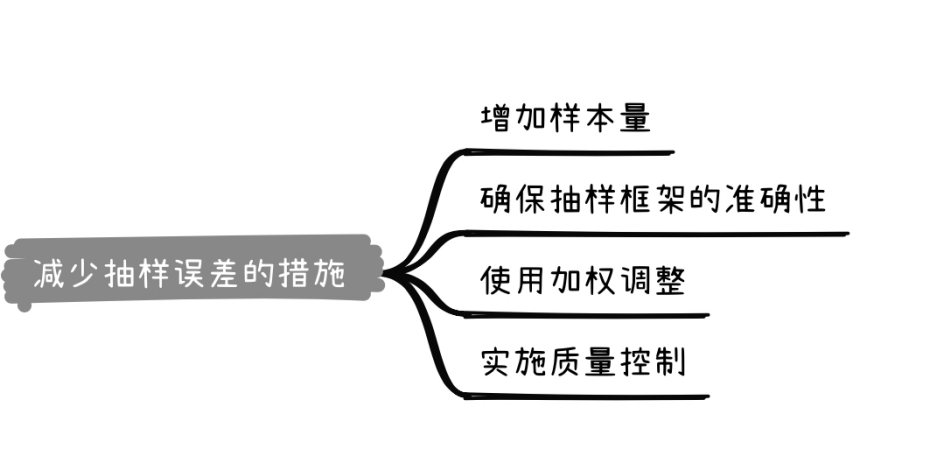 增加样本量
确保抽样框架的准确性
减少抽样误差的措施
使用加权调整
实施质量控制